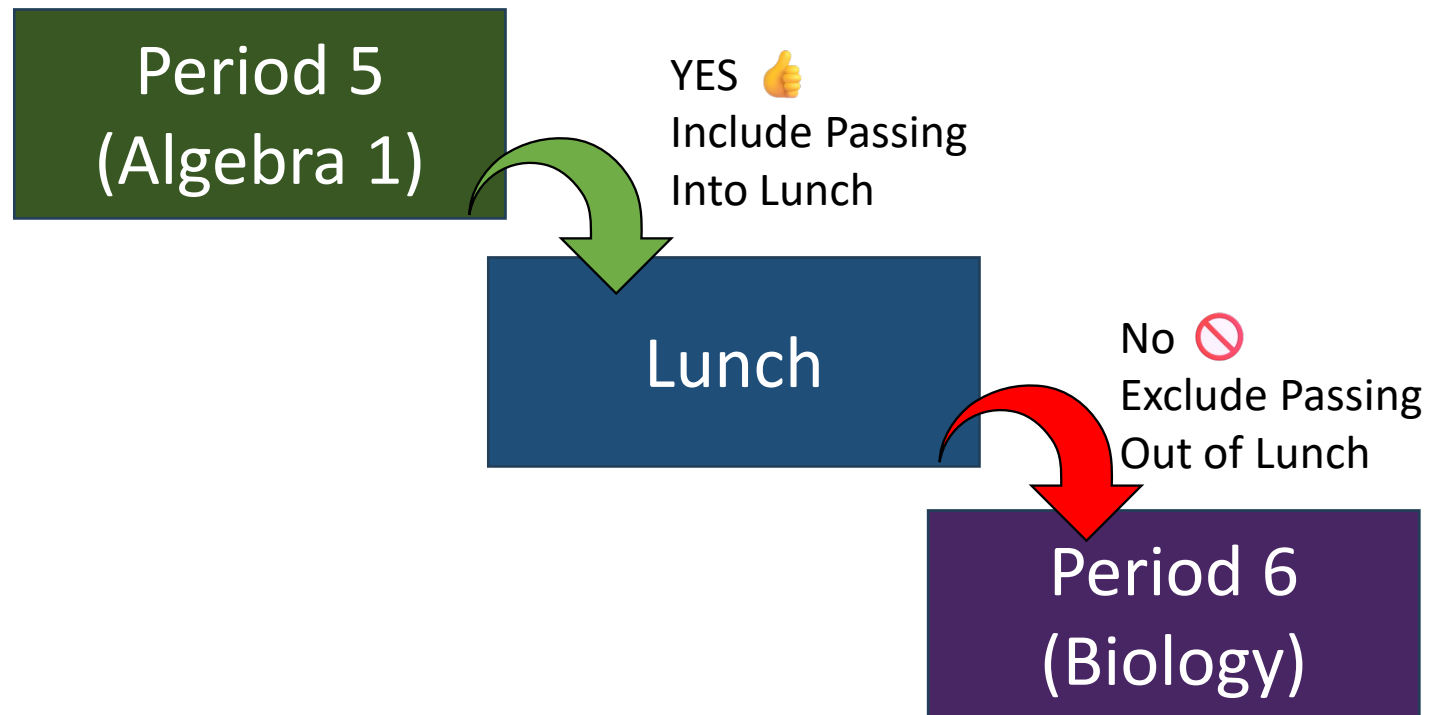 Period 5
(Algebra 1)
YES 👍
Include Passing
Into Lunch
Lunch
No 🚫
Exclude Passing
Out of Lunch
Period 6
(Biology)